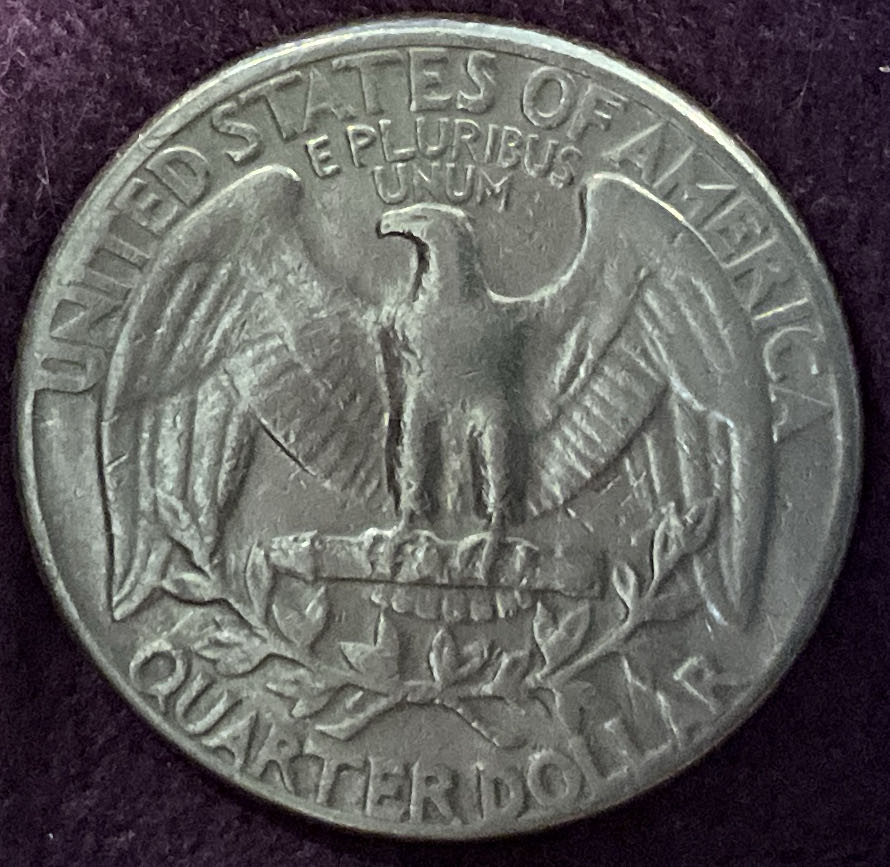 UNITED STATES OF AMERICA
E PLURIBUS
UNUM
QUARTER DOLLAR